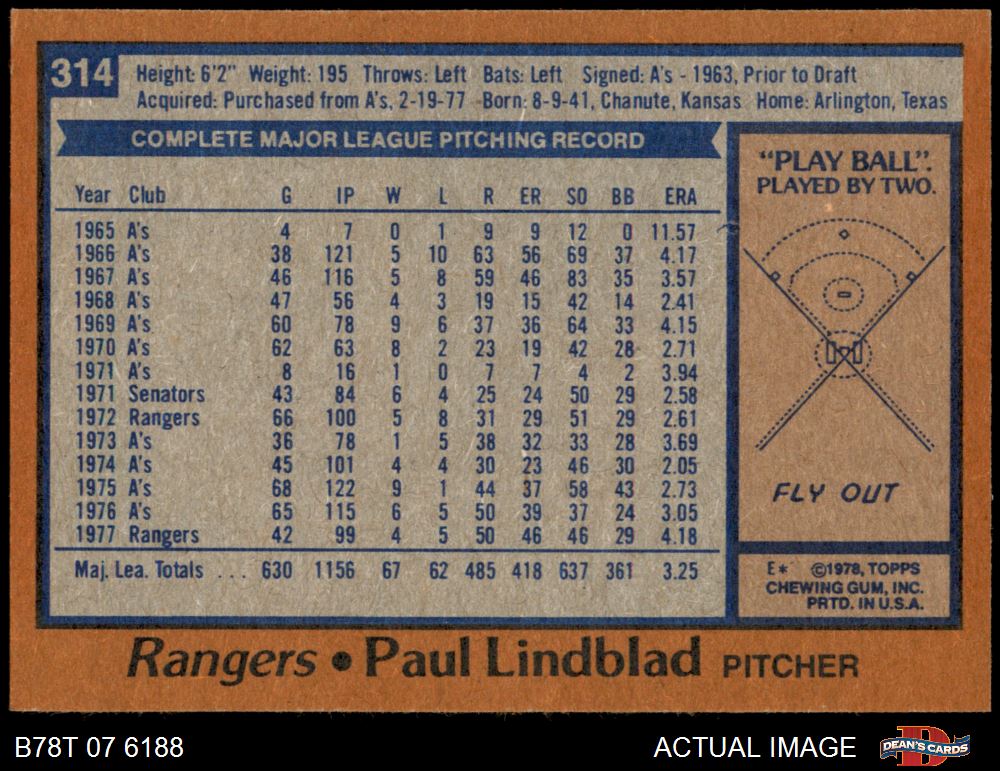 314
Height: 6'2" Weight: 195 Throws: Left Bats: Left Signed: A's - 1963, Prior to Draft
Acquired: Purchased from A's, 2-19-77 Born: 8-9-41, Chanute, Kansas Home: Arlington, Texas
COMPLETE MAJOR LEAGUE PITCHING RECORD
Year Club G IP W L R ER SO BB ERA
1965 A's 4 7 0 1 9 9 12 0 11.57
1966 A's 38 121 5 10 63 56 69 37 4.17
1967 A's 46 116 5 8 59 46 83 35 3.57
1968 A's 47 56 4 3 19 15 42 14 2.41
1969 A's 60 78 9 6 37 36 64 33 4.15
1970 A's 62 63 8 2 23 19 42 28 2.71
1971 A's 8 16 1 0 7 7 4 2 3.94
1971 Senators 43 84 6 4 25 24 50 29 2.58
1972 Rangers 66 100 5 8 31 29 51 29 2.61
1973 A's 36 78 1 5 38 32 33 28 3.69
1974 A's 45 101 4 4 30 23 46 30 2.05
1975 A's 68 122 9 1 44 37 58 43 2.73
1976 A's 65 115 6 5 50 39 37 24 3.05
1977 Rangers 42 99 4 5 50 46 46 29 4.18
Maj. Lea. Totals ... 630 1156 67 62 485 418 637 361 3.25
"PLAY BALL".
PLAYED BY TWO.
FLY OUT
E* ©1978, TOPPS
CHEWING GUM, INC.
PRTD. IN U.S.A.
Rangers • Paul Lindblad PITCHER
B78T 07 6188
ACTUAL IMAGE
DEAN'S CARDS